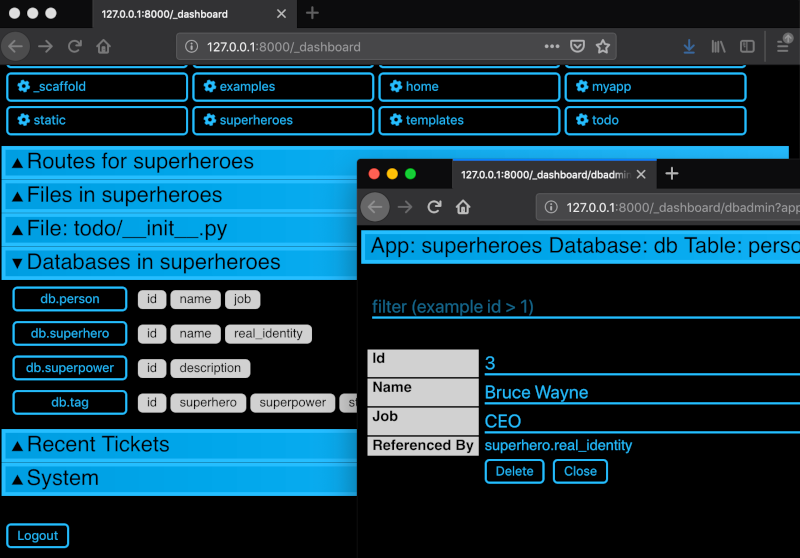 127.0.0.1:8000/_dashboard
127.0.0.1:8000/_dashboard
_scaffold examples home myapp
static superheroes templates todo
Routes for superheroes
Files in superheroes
File: todo/__init__.py
Databases in superheroes
db.person id name job
db.superhero id name real_identity
db.superpower id description
db.tag id superhero superpower
Recent Tickets
System
Logout
127.0.0.1:8000/_dashboard/dbadmin
127.0.0.1:8000/_dashboard/dbadmin?app
App: superheroes Database: db Table: perso
filter (example id > 1)
Id 3
Name Bruce Wayne
Job CEO
Referenced By superhero.real_identity
Delete Close